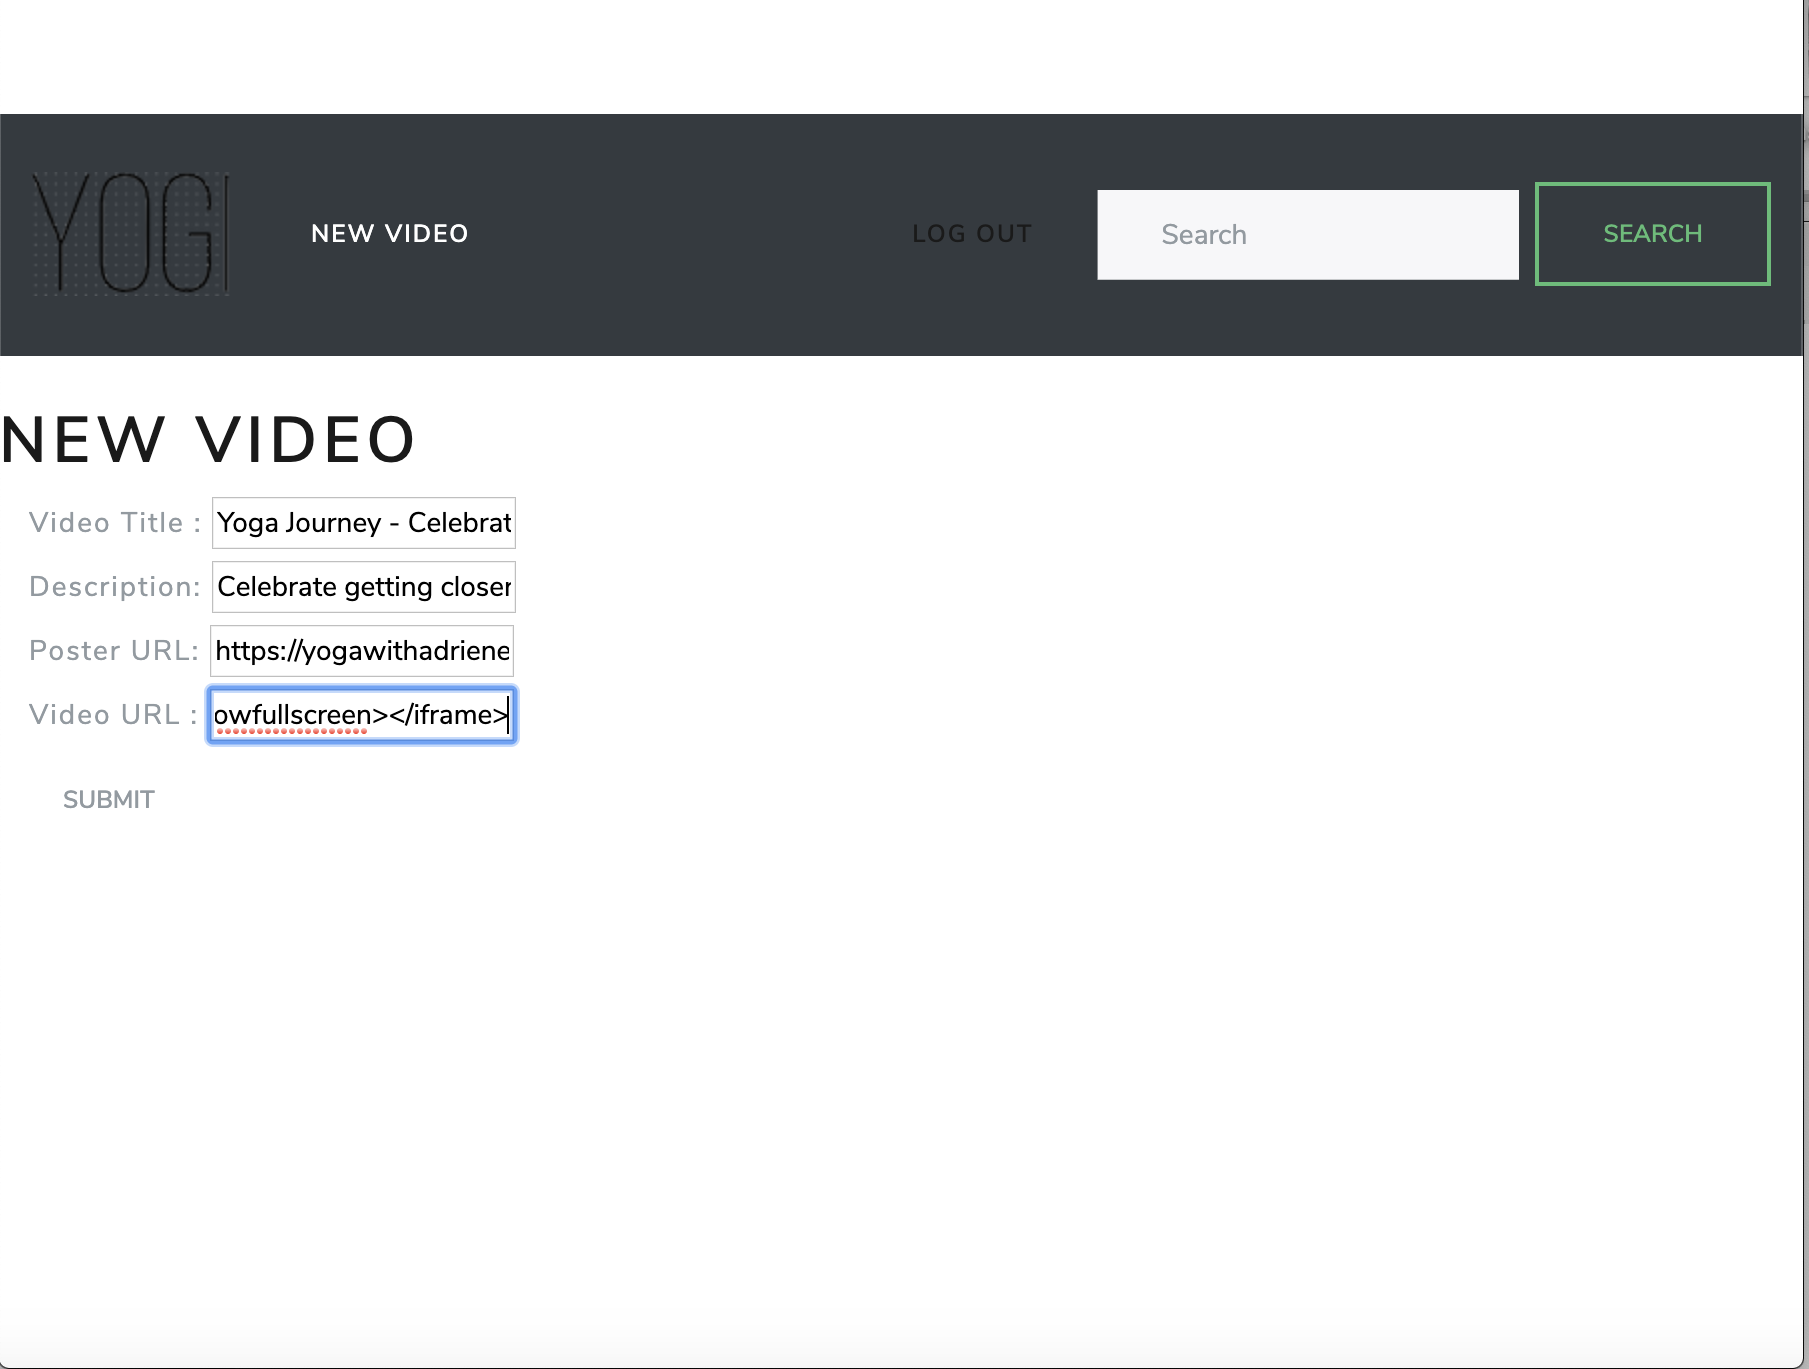 YOGI
NEW VIDEO
LOG OUT
Search
SEARCH
NEW VIDEO
Video Title : Yoga Journey - Celebrat
Description: Celebrate getting closer
Poster URL: https://yogawithadriene
Video URL : owfullscreen></iframe>
SUBMIT